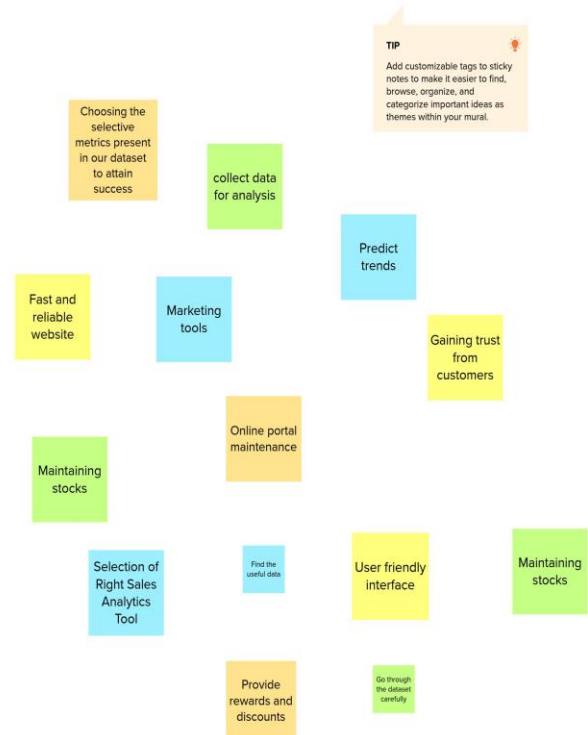 TIP
Add customizable tags to sticky
notes to make it easier to find,
browse, organize, and
categorize important ideas as
themes within your mural.
Choosing the
selective
metrics present
in our dataset
to attain
success
collect data
for analysis
Predict
trends
Fast and
reliable
website
Marketing
tools
Gaining trust
from
customers
Online portal
maintenance
Maintaining
stocks
Selection of
Right Sales
Analytics
Tool
Find the
useful data
User friendly
interface
Maintaining
stocks
Provide
rewards and
discounts
Go through
the dataset
carefully